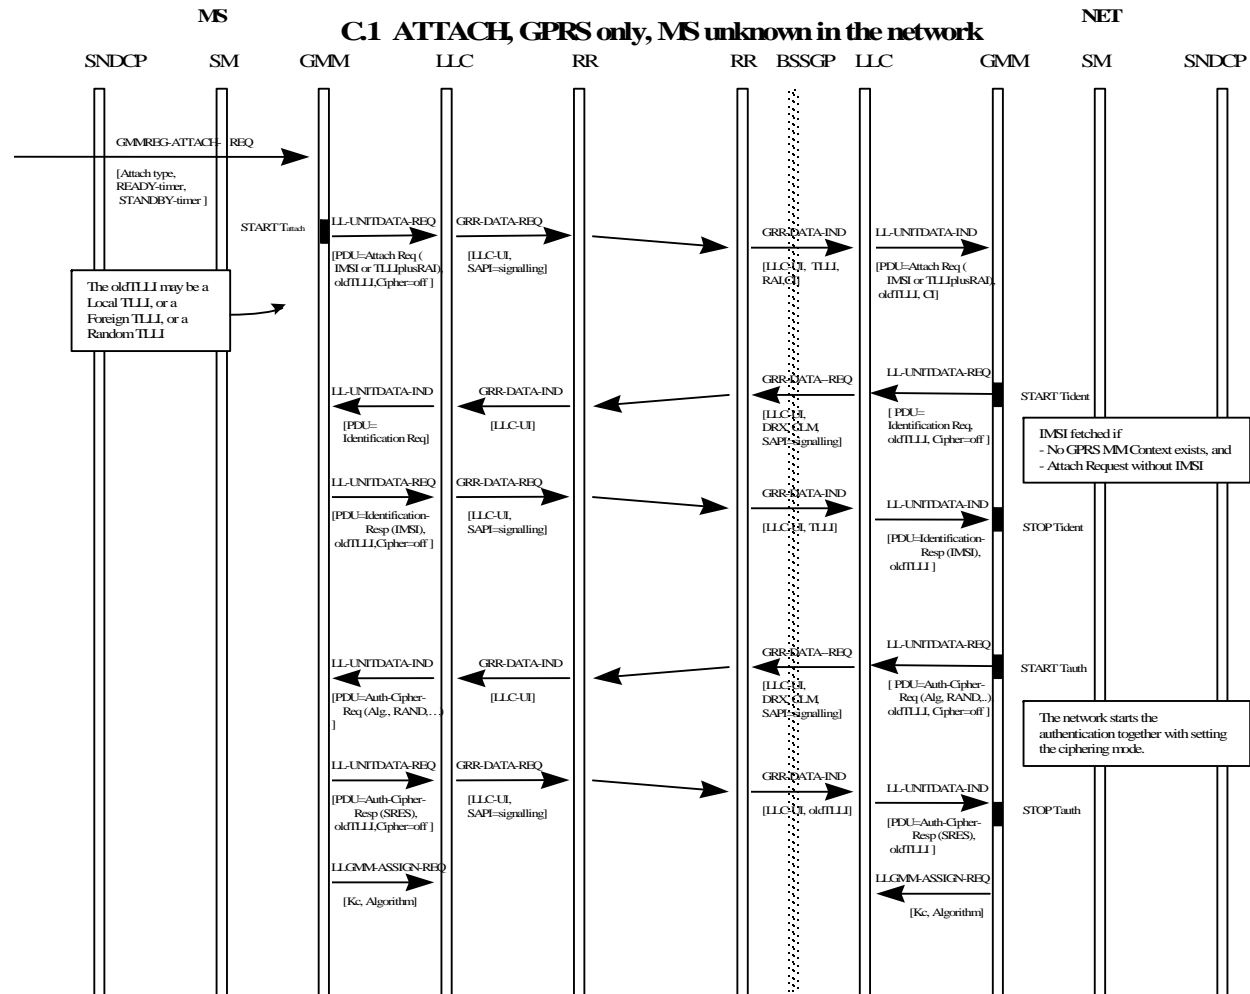 MS
NET
C.1 ATTACH, GPRS only, MS unknown in the network
SNDCP SM GMM LLC RR RR BSSGP LLC GMM SM SNDCP
GMMREG-ATTACH- REQ
[Attach type,
READY-timer,
STANDBY-timer ]
START Tattach
LL-UNITDATA-REQ
[PDU=Attach Req (
IMSI or TLLIplusRAI),
oldTLLI,Cipher=off ]
GRR-DATA-REQ
[LLC-UI,
SAPI=signalling]
GRR-DATA-IND
[LLC-UI, TLLI,
RAI,CI]
LL-UNITDATA-IND
[PDU=Attach Req (
IMSI or TLLIplusRAI),
oldTLLI, CI]
The oldTLLI may be a
Local TLLI, or a
Foreign TLLI, or a
Random TLLI
LL-UNITDATA-IND
[PDU=
Identification Req]
GRR-DATA-IND
[LLC-UI]
GRR-DATA--REQ
[LLC-UI,
DRX, CLM,
SAPI=signalling]
LL-UNITDATA-REQ
[ PDU=
Identification Req,
oldTLLI, Cipher=off ]
START Tident
IMSI fetched if
- No GPRS MM Context exists, and
- Attach Request without IMSI
LL-UNITDATA-REQ
[PDU=Identification-
Resp (IMSI),
oldTLLI,Cipher=off ]
GRR-DATA-REQ
[LLC-UI,
SAPI=signalling]
GRR-DATA-IND
[LLC-UI, TLLI]
LL-UNITDATA-IND
[PDU=Identification-
Resp (IMSI),
oldTLLI ]
STOP Tident
LL-UNITDATA-IND
[PDU=Auth-Cipher-
Req (Alg., RAND,…)
]
GRR-DATA-IND
[LLC-UI]
GRR-DATA--REQ
[LLC-UI,
DRX, CLM,
SAPI=signalling]
LL-UNITDATA-REQ
[ PDU=Auth-Cipher-
Req (Alg, RAND,..)
oldTLLI, Cipher=off ]
START Tauth
The network starts the
authentication together with setting
the ciphering mode.
LL-UNITDATA-REQ
[PDU=Auth-Cipher-
Resp (SRES),
oldTLLI,Cipher=off ]
GRR-DATA-REQ
[LLC-UI,
SAPI=signalling]
GRR-DATA-IND
[LLC-UI, oldTLLI]
LL-UNITDATA-IND
[PDU=Auth-Cipher-
Resp (SRES),
oldTLLI ]
STOP Tauth
LLGMM-ASSIGN-REQ
[Kc, Algorithm]
LLGMM-ASSIGN-REQ
[Kc, Algorithm]